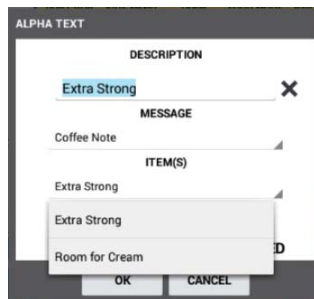 ALPHA TEXT
DESCRIPTION
Extra Strong
MESSAGE
Coffee Note
ITEM(S)
Extra Strong
Extra Strong
Room for Cream
OK
CANCEL